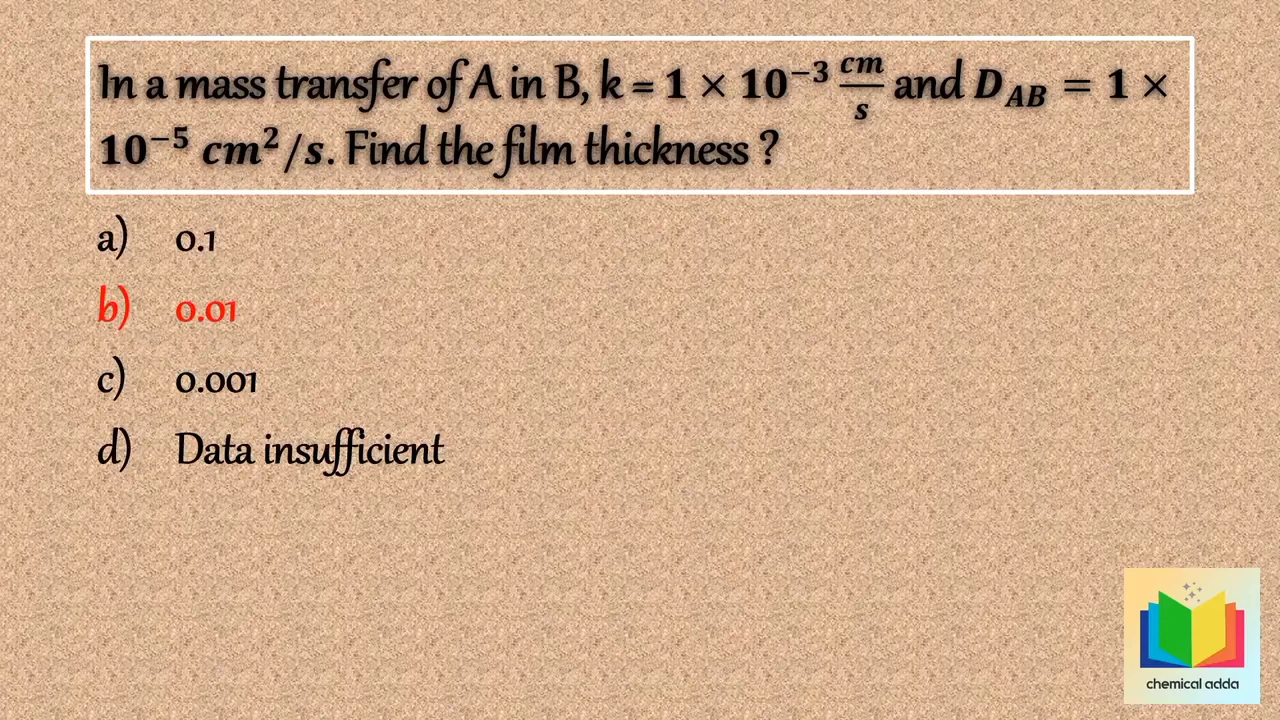 In a mass transfer of A in B, k = 1 × 10⁻³ cm/s and D_AB = 1 ×
10⁻⁵ cm²/s. Find the film thickness ?
a) 0.1
b) 0.01
c) 0.001
d) Data insufficient
chemical adda